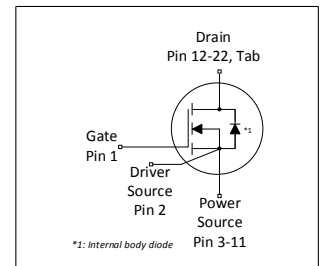 Drain
Pin 12-22, Tab
*1
Gate
Pin 1
Driver
Source
Pin 2
Power
Source
Pin 3-11
*1: Internal body diode